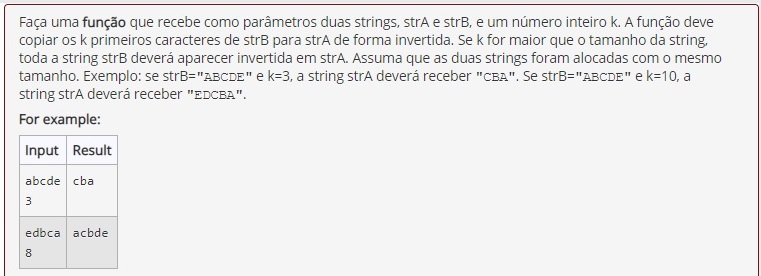 Faça uma função que recebe como parâmetros duas strings, strA e strB, e um número inteiro k. A função deve
copiar os k primeiros caracteres de strB para strA de forma invertida. Se k for maior que o tamanho da string,
toda a string strB deverá aparecer invertida em strA. Assuma que as duas strings foram alocadas com o mesmo
tamanho. Exemplo: se strB="ABCDE" e k=3, a string strA deverá receber "CBA". Se strB="ABCDE" e k=10, a
string strA deverá receber "EDCBA".
For example:
Input Result
abcde cba
3
edbca acbde
8